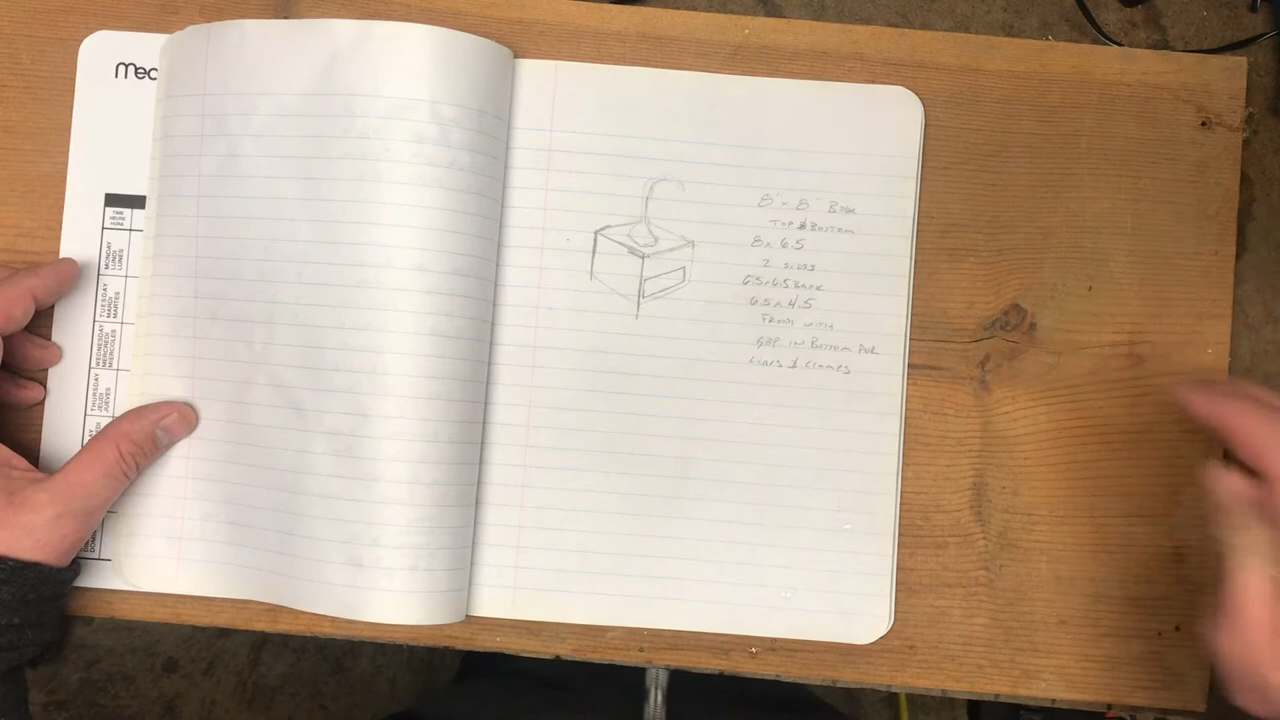 Mea
TIME
HEURE
HORA
MONDAY
LUNDI
LUNES
TUESDAY
MARDI
MARTES
WEDNESDAY
MERCREDI
MIERCOLES
THURSDAY
JEUDI
JUEVES
8" x 8" BASE
TOP & BOTTOM
8 x 6.5
2 SIDES
6.5 x 6.5 BACK
6.5 x 4.5
FRONT WITH
GAP IN BOTTOM FOR
LINES & CLAMPS